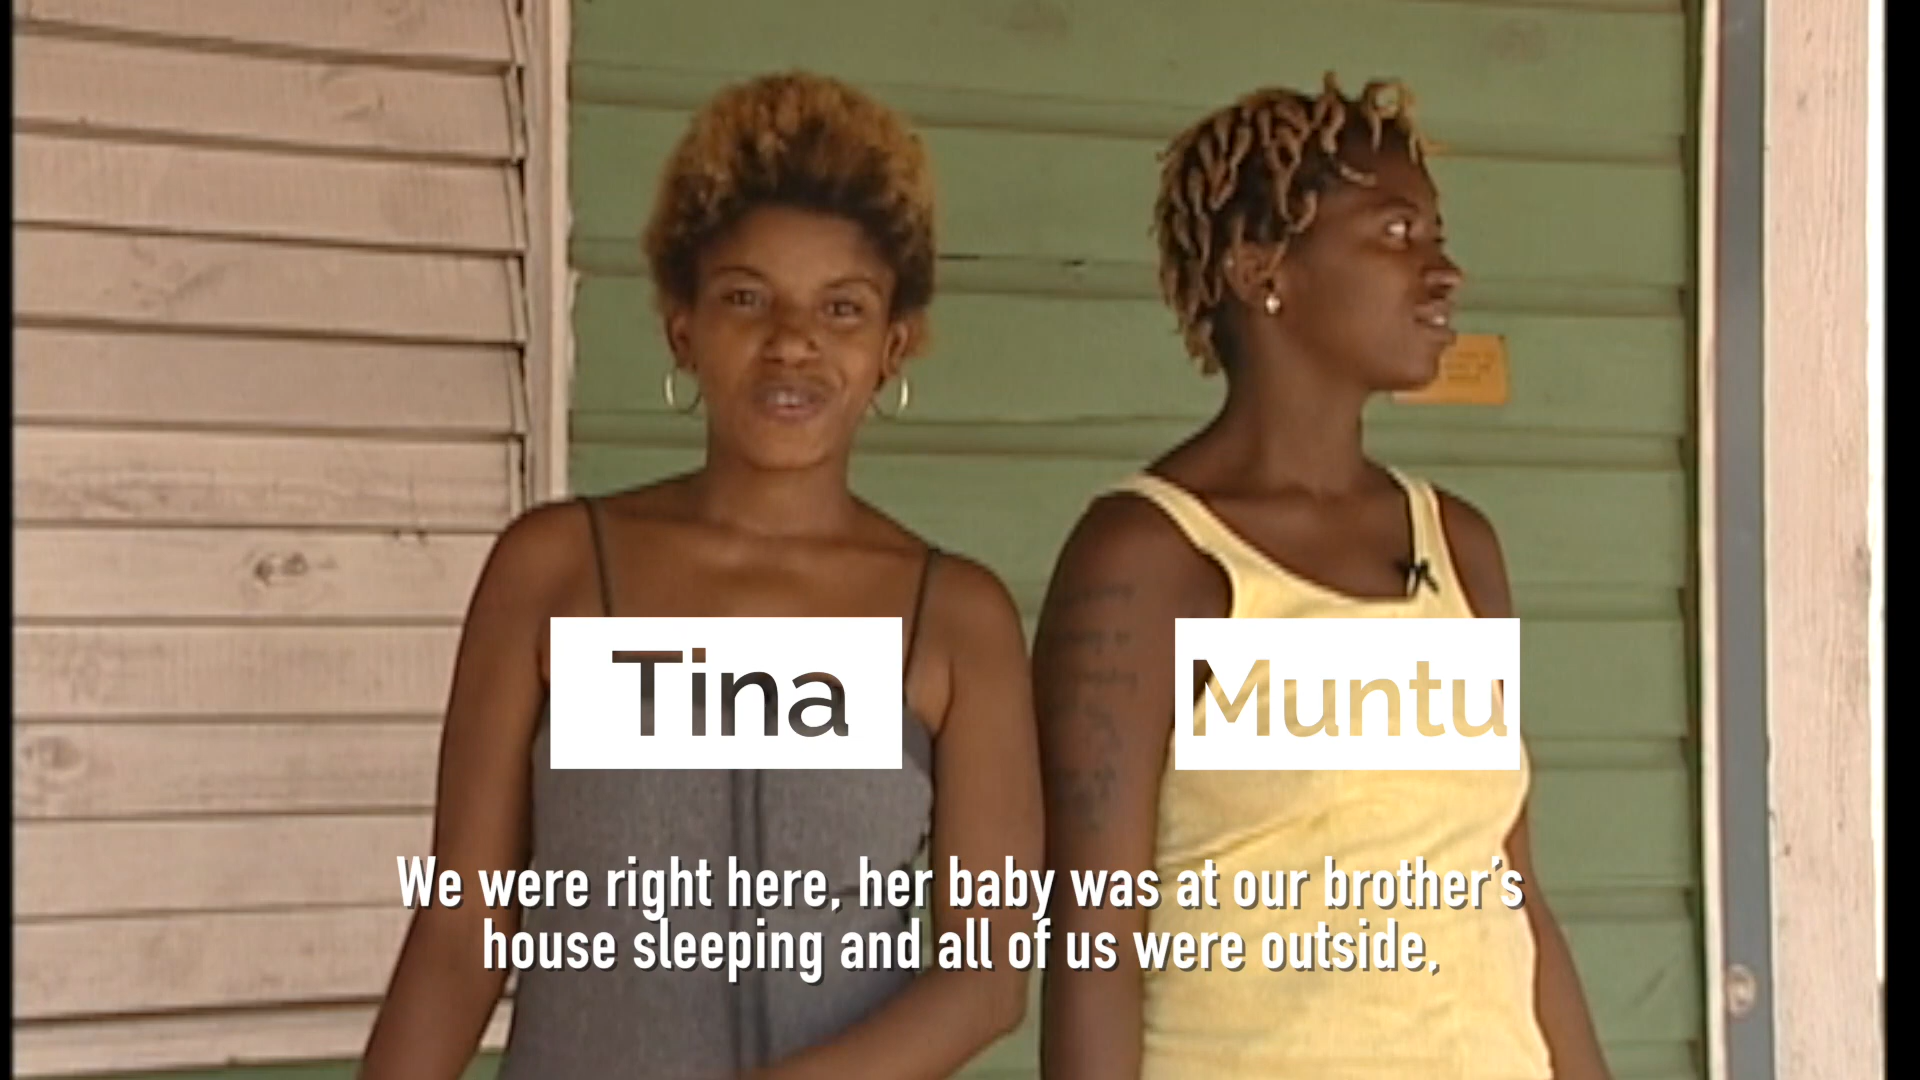 Tina
Muntu
We were right here, her baby was at our brother's
house sleeping and all of us were outside,